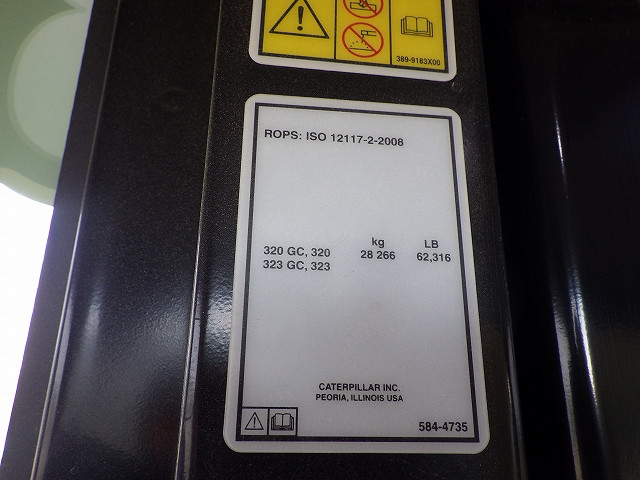 389-9183X00
ROPS: ISO 12117-2-2008
kg LB
320 GC, 320 28 266 62,316
323 GC, 323
CATERPILLAR INC.
PEORIA, ILLINOIS USA
584-4735